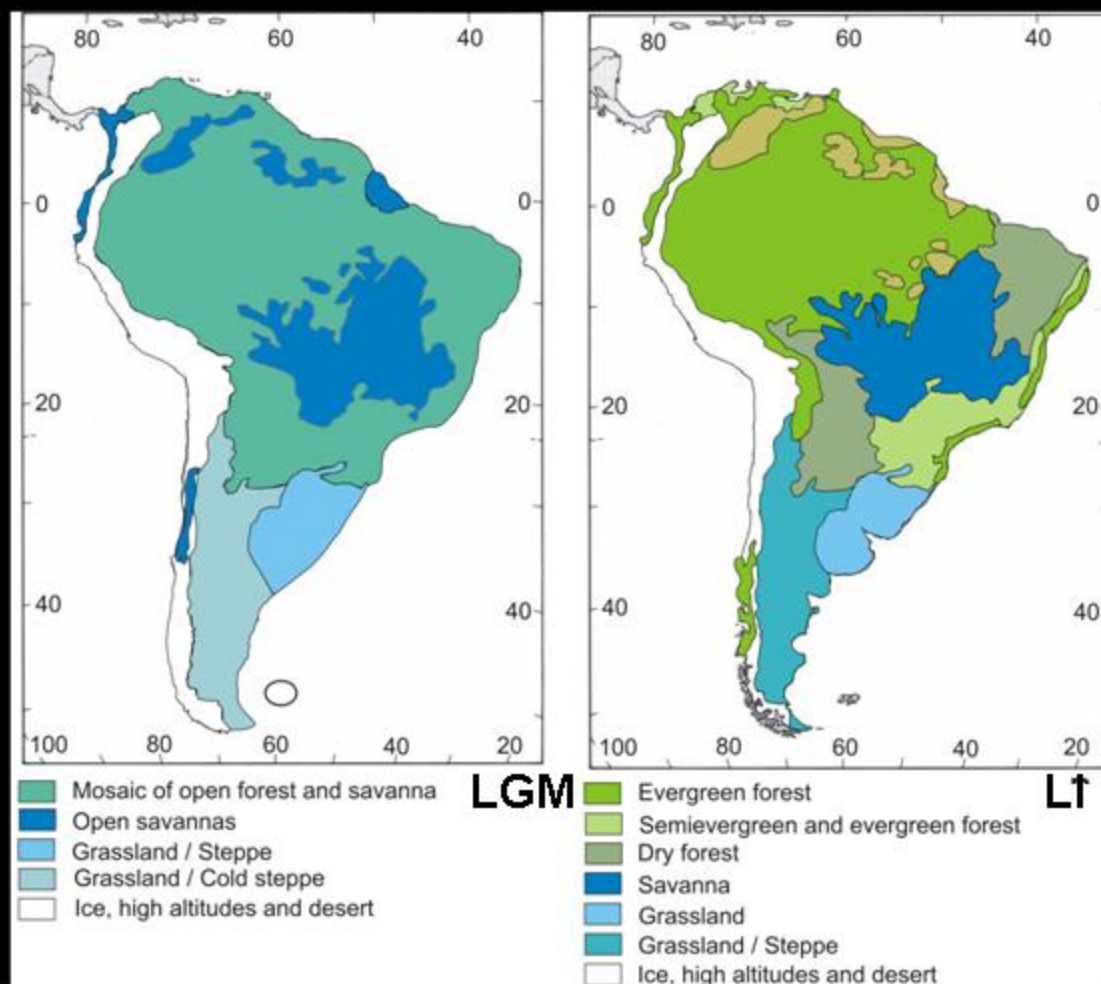 80 60 40
80 60 40
0 0
0 0
20 20
20 20
40 40
40 40
100 80 60 40 20
100 80 60 40 20
Mosaic of open forest and savanna
Open savannas
Grassland / Steppe
Grassland / Cold steppe
Ice, high altitudes and desert
LGM
Evergreen forest
Semievergreen and evergreen forest
Dry forest
Savanna
Grassland
Grassland / Steppe
Ice, high altitudes and desert
L†